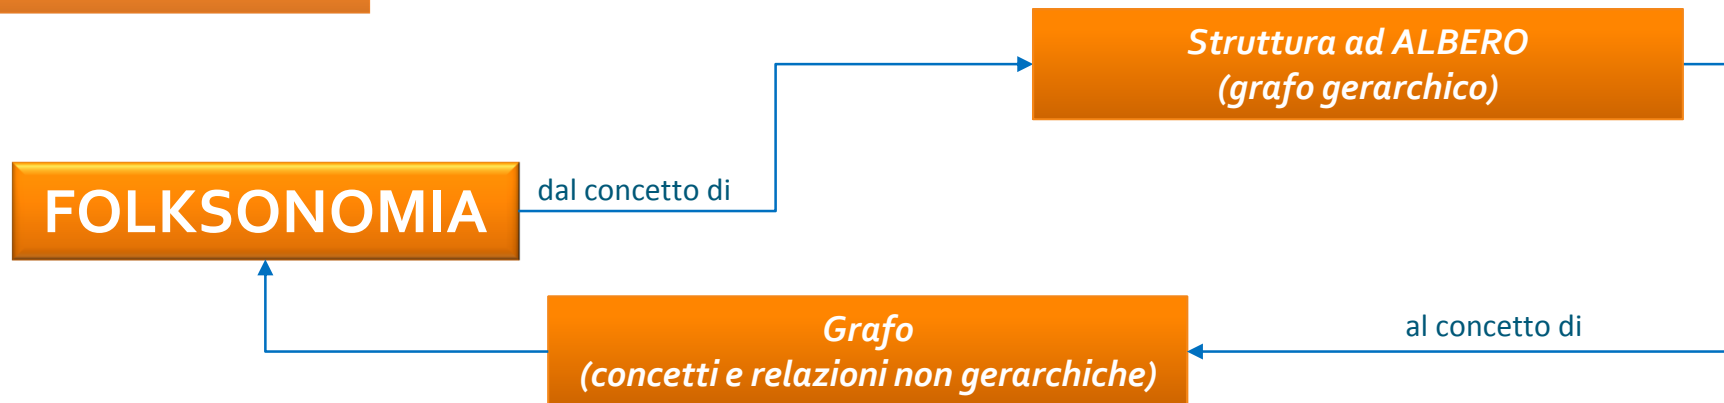 Struttura ad ALBERO
(grafo gerarchico)
FOLKSONOMIA
dal concetto di
al concetto di
Grafo
(concetti e relazioni non gerarchiche)